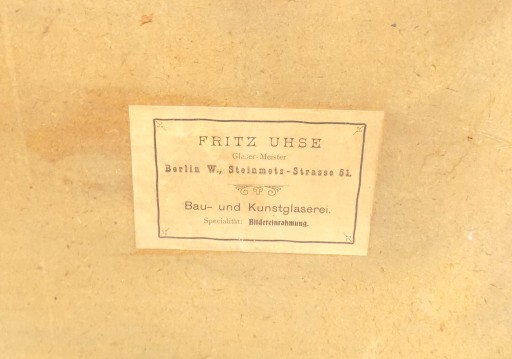 FRITZ UHSE
Glaser-Meister
Berlin W., Steinmetz-Strasse 51.
Bau- und Kunstglaserei.
Specialität: Bildereinrahmung.